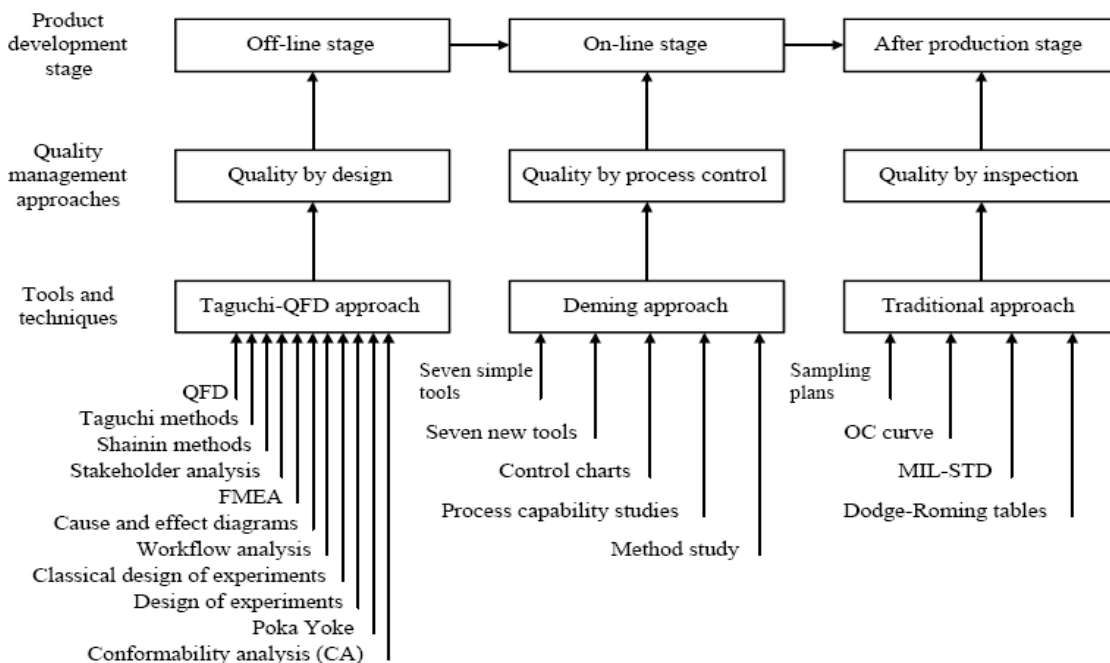 Product
development
stage
Off-line stage
On-line stage
After production stage
Quality
management
approaches
Quality by design
Quality by process control
Quality by inspection
Tools and
techniques
Taguchi-QFD approach
Deming approach
Traditional approach
QFD
Taguchi methods
Shainin methods
Stakeholder analysis
FMEA
Cause and effect diagrams
Workflow analysis
Classical design of experiments
Design of experiments
Poka Yoke
Conformability analysis (CA)
Seven simple
tools
Seven new tools
Control charts
Process capability studies
Method study
Sampling
plans
OC curve
MIL-STD
Dodge-Roming tables